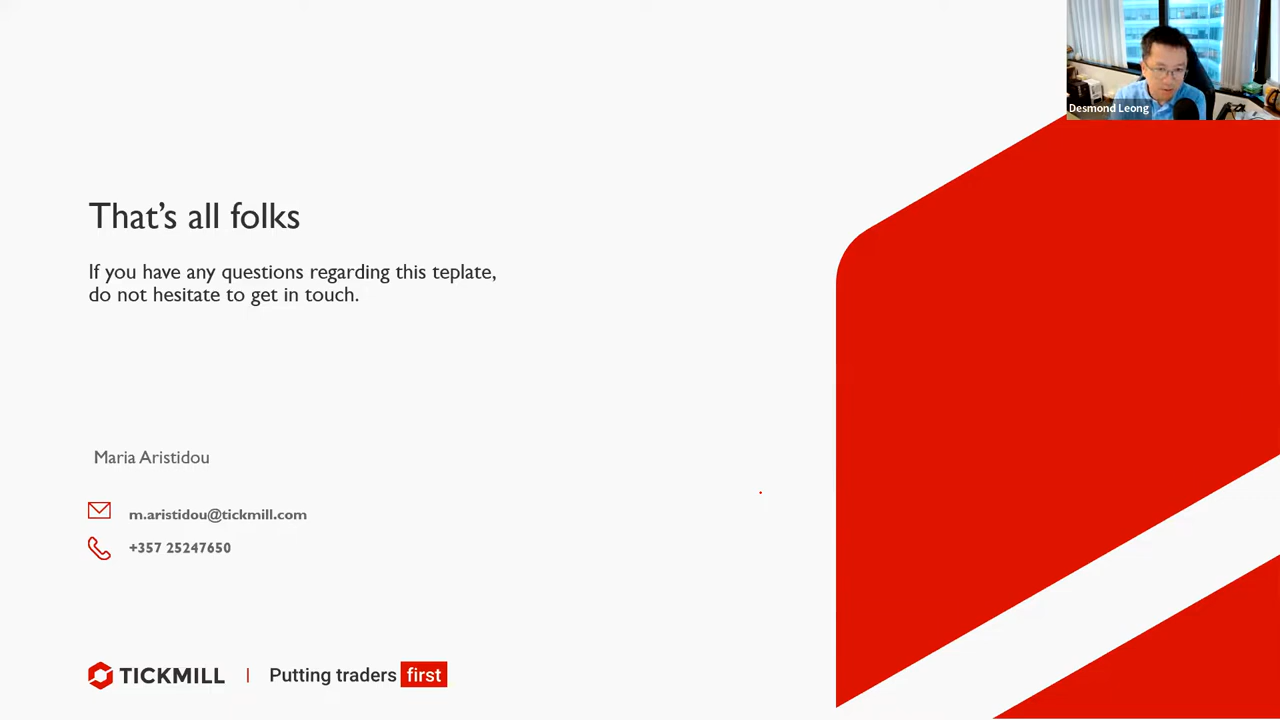 Desmond Leong
That's all folks
If you have any questions regarding this teplate,
do not hesitate to get in touch.
Maria Aristidou
m.aristidou@tickmill.com
+357 25247650
TICKMILL | Putting traders first